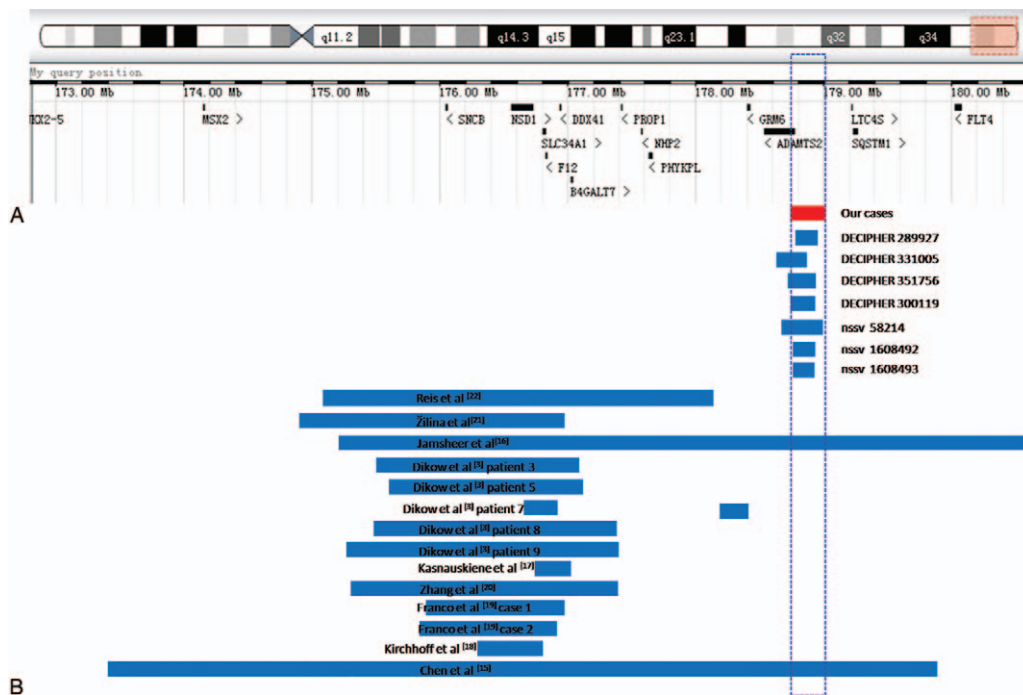 q11.2 q14.3 q15 q23.1 q32 q34
My query position
173.00 Mb 174.00 Mb 175.00 Mb 176.00 Mb 177.00 Mb 178.00 Mb 179.00 Mb 180.00 Mb
MSX2 > < SNCB NSD1 > < DDX41 < PROP1 < GRM6 LTC4S > < FLT4
SLC34A1 > < NHP2 < ADAMTS2 SQSTM1 >
< F12 < PHYKPL
B4GALT7 >
A
Our cases
DECIPHER 289927
DECIPHER 331005
DECIPHER 351756
DECIPHER 300119
nssv 58214
nssv 1608492
nssv 1608493
Reis et al [22]
Žilina et al[21]
Jamsheer et al[16]
Dikow et al [3] patient 3
Dikow et al [3] patient 5
Dikow et al [3] patient 7
Dikow et al [3] patient 8
Dikow et al [3] patient 9
Kasnauskiene et al [17]
Zhang et al [20]
Franco et al [19] case 1
Franco et al [19] case 2
Kirchhoff et al [18]
Chen et al [15]
B